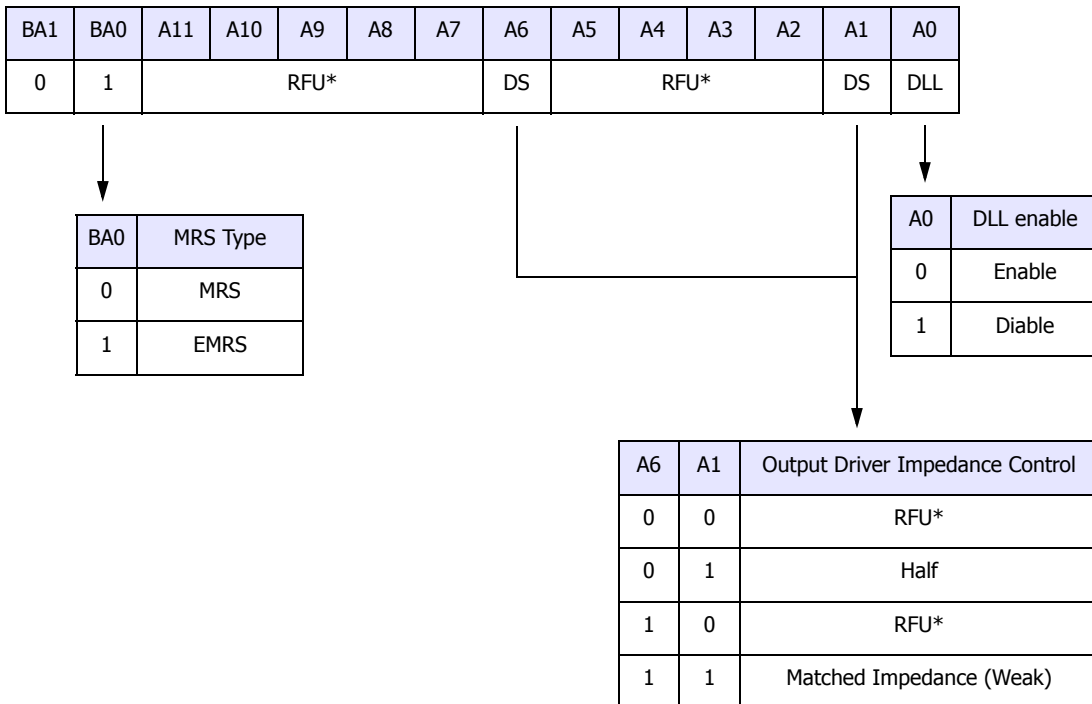 BA1 BA0 A11 A10 A9 A8 A7 A6 A5 A4 A3 A2 A1 A0
0 1 RFU* DS RFU* DS DLL
BA0 MRS Type
0 MRS
1 EMRS
A0 DLL enable
0 Enable
1 Diable
A6 A1 Output Driver Impedance Control
0 0 RFU*
0 1 Half
1 0 RFU*
1 1 Matched Impedance (Weak)